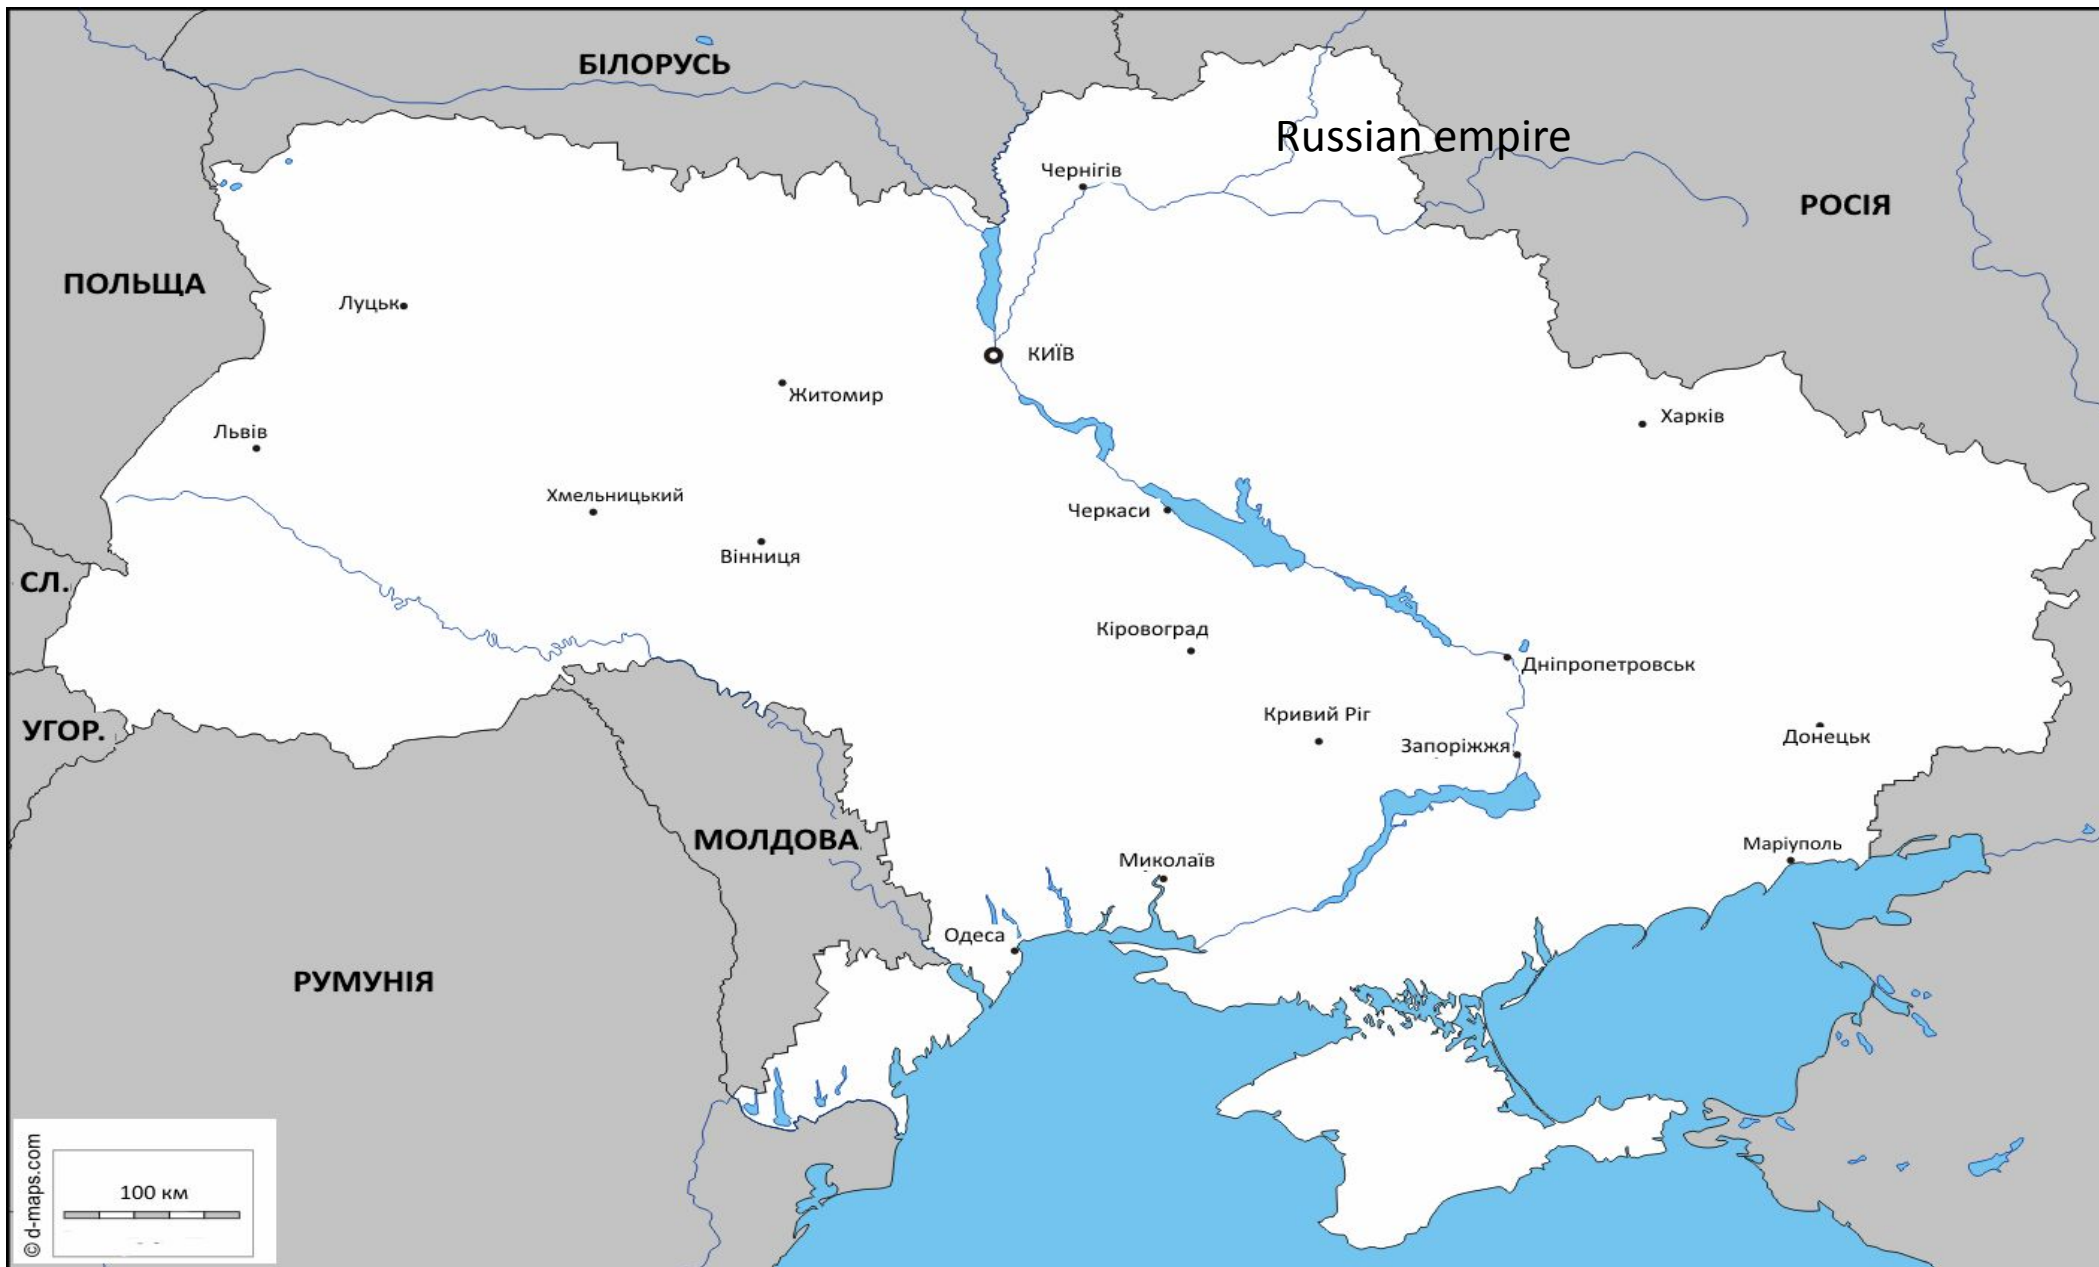 БІЛОРУСЬ
Russian empire
Чернігів
РОСІЯ
ПОЛЬЩА
Луцьк
КИЇВ
Житомир
Харків
Львів
Хмельницький
Черкаси
Вінниця
СЛ.
Кіровоград
Дніпропетровськ
Кривий Ріг
УГОР.
Запоріжжя
Донецьк
МОЛДОВА
Маріуполь
Миколаїв
Одеса
РУМУНІЯ
© d-maps.com
100 км